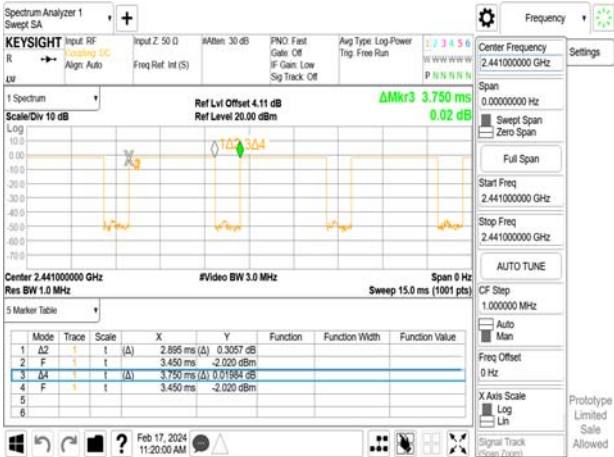 Spectrum Analyzer 1
Swept SA
+
Frequency
KEYSIGHT
Input: RF
Coupling: DC
Align: Auto
Input Z: 50 Ω
Freq Ref: Int (S)
#Atten: 30 dB
PNO: Fast
Gate: Off
IF Gain: Low
Sig Track: Off
Avg Type: Log-Power
Trig: Free Run
1 2 3 4 5 6
W W W W W W
P N N N N N
R
1 Spectrum
Scale/Div 10 dB
Ref Lvl Offset 4.11 dB
Ref Level 20.00 dBm
ΔMkr3 3.750 ms
0.02 dB
Log
10.0
0.00
-10.0
-20.0
-30.0
-40.0
-50.0
-60.0
-70.0
1Δ2 3Δ4
Center 2.441000000 GHz
#Video BW 3.0 MHz
Span 0 Hz
Res BW 1.0 MHz
Sweep 15.0 ms (1001 pts)
5 Marker Table
Mode Trace Scale X Y Function Function Width Function Value
1 Δ2 1 t (Δ) 2.895 ms (Δ) 0.3057 dB
2 F 1 t 3.450 ms -2.020 dBm
3 Δ4 1 t (Δ) 3.750 ms (Δ) 0.01984 dB
4 F 1 t 3.450 ms -2.020 dBm
5
6
Feb 17, 2024
11:20:00 AM
?
Center Frequency
2.441000000 GHz
Settings
Span
0.00000000 Hz
Swept Span
Zero Span
Full Span
Start Freq
2.441000000 GHz
Stop Freq
2.441000000 GHz
AUTO TUNE
CF Step
1.000000 MHz
Auto
Man
Freq Offset
0 Hz
X Axis Scale
Log
Lin
Signal Track
(Span Zoom)
Prototype
Limited
Sale
Allowed